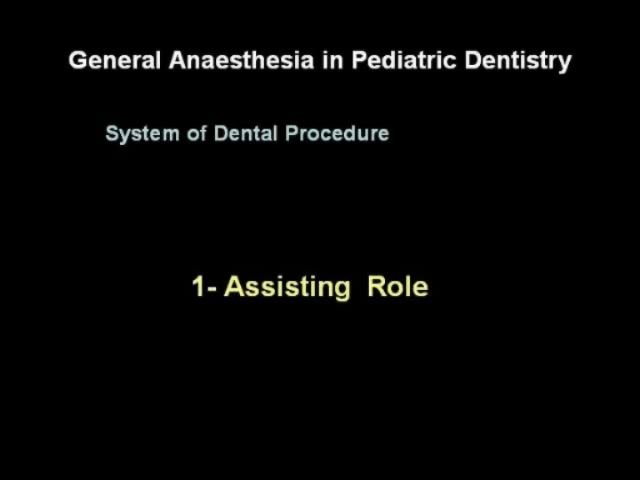 General Anaesthesia in Pediatric Dentistry
System of Dental Procedure
1- Assisting Role